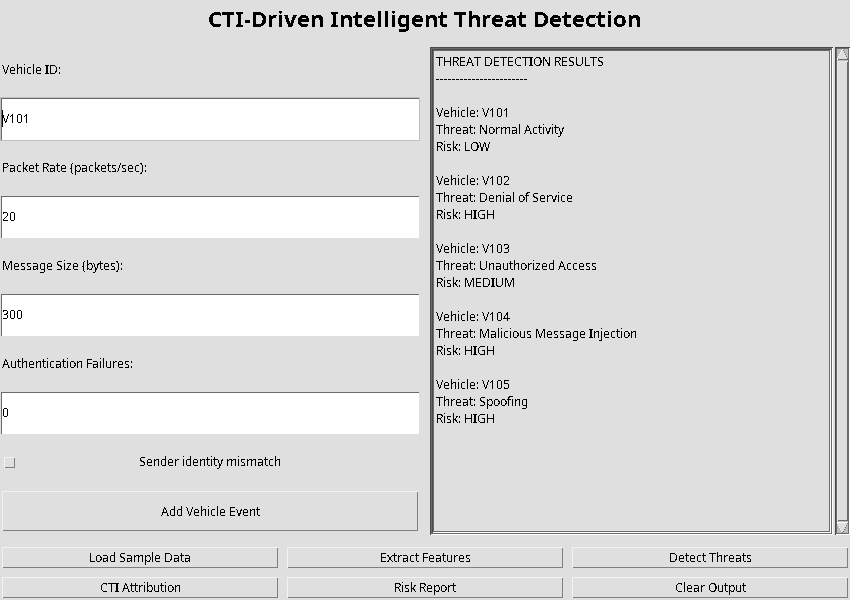 CTI-Driven Intelligent Threat Detection
Vehicle ID:
V101
Packet Rate (packets/sec):
20
Message Size (bytes):
300
Authentication Failures:
0
Sender identity mismatch
Add Vehicle Event
THREAT DETECTION RESULTS
-----------------------
Vehicle: V101
Threat: Normal Activity
Risk: LOW
Vehicle: V102
Threat: Denial of Service
Risk: HIGH
Vehicle: V103
Threat: Unauthorized Access
Risk: MEDIUM
Vehicle: V104
Threat: Malicious Message Injection
Risk: HIGH
Vehicle: V105
Threat: Spoofing
Risk: HIGH
Load Sample Data
Extract Features
Detect Threats
CTI Attribution
Risk Report
Clear Output